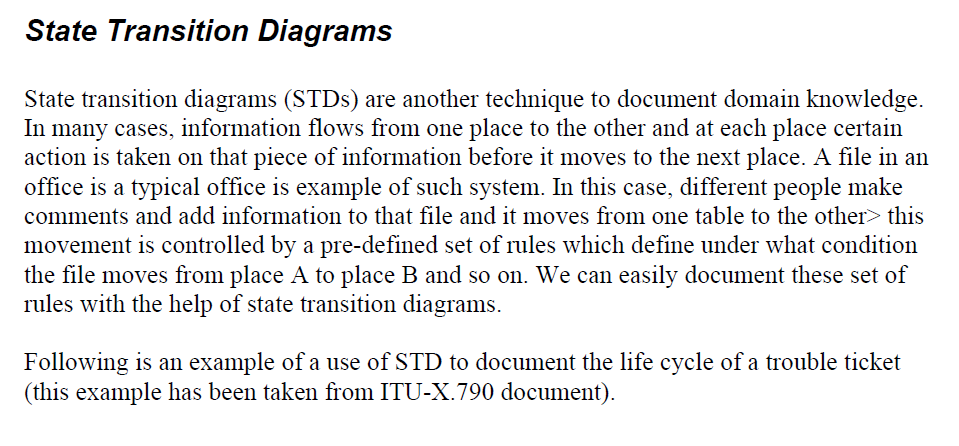 State Transition Diagrams
State transition diagrams (STDs) are another technique to document domain knowledge.
In many cases, information flows from one place to the other and at each place certain
action is taken on that piece of information before it moves to the next place. A file in an
office is a typical office is example of such system. In this case, different people make
comments and add information to that file and it moves from one table to the other> this
movement is controlled by a pre-defined set of rules which define under what condition
the file moves from place A to place B and so on. We can easily document these set of
rules with the help of state transition diagrams.
Following is an example of a use of STD to document the life cycle of a trouble ticket
(this example has been taken from ITU-X.790 document).